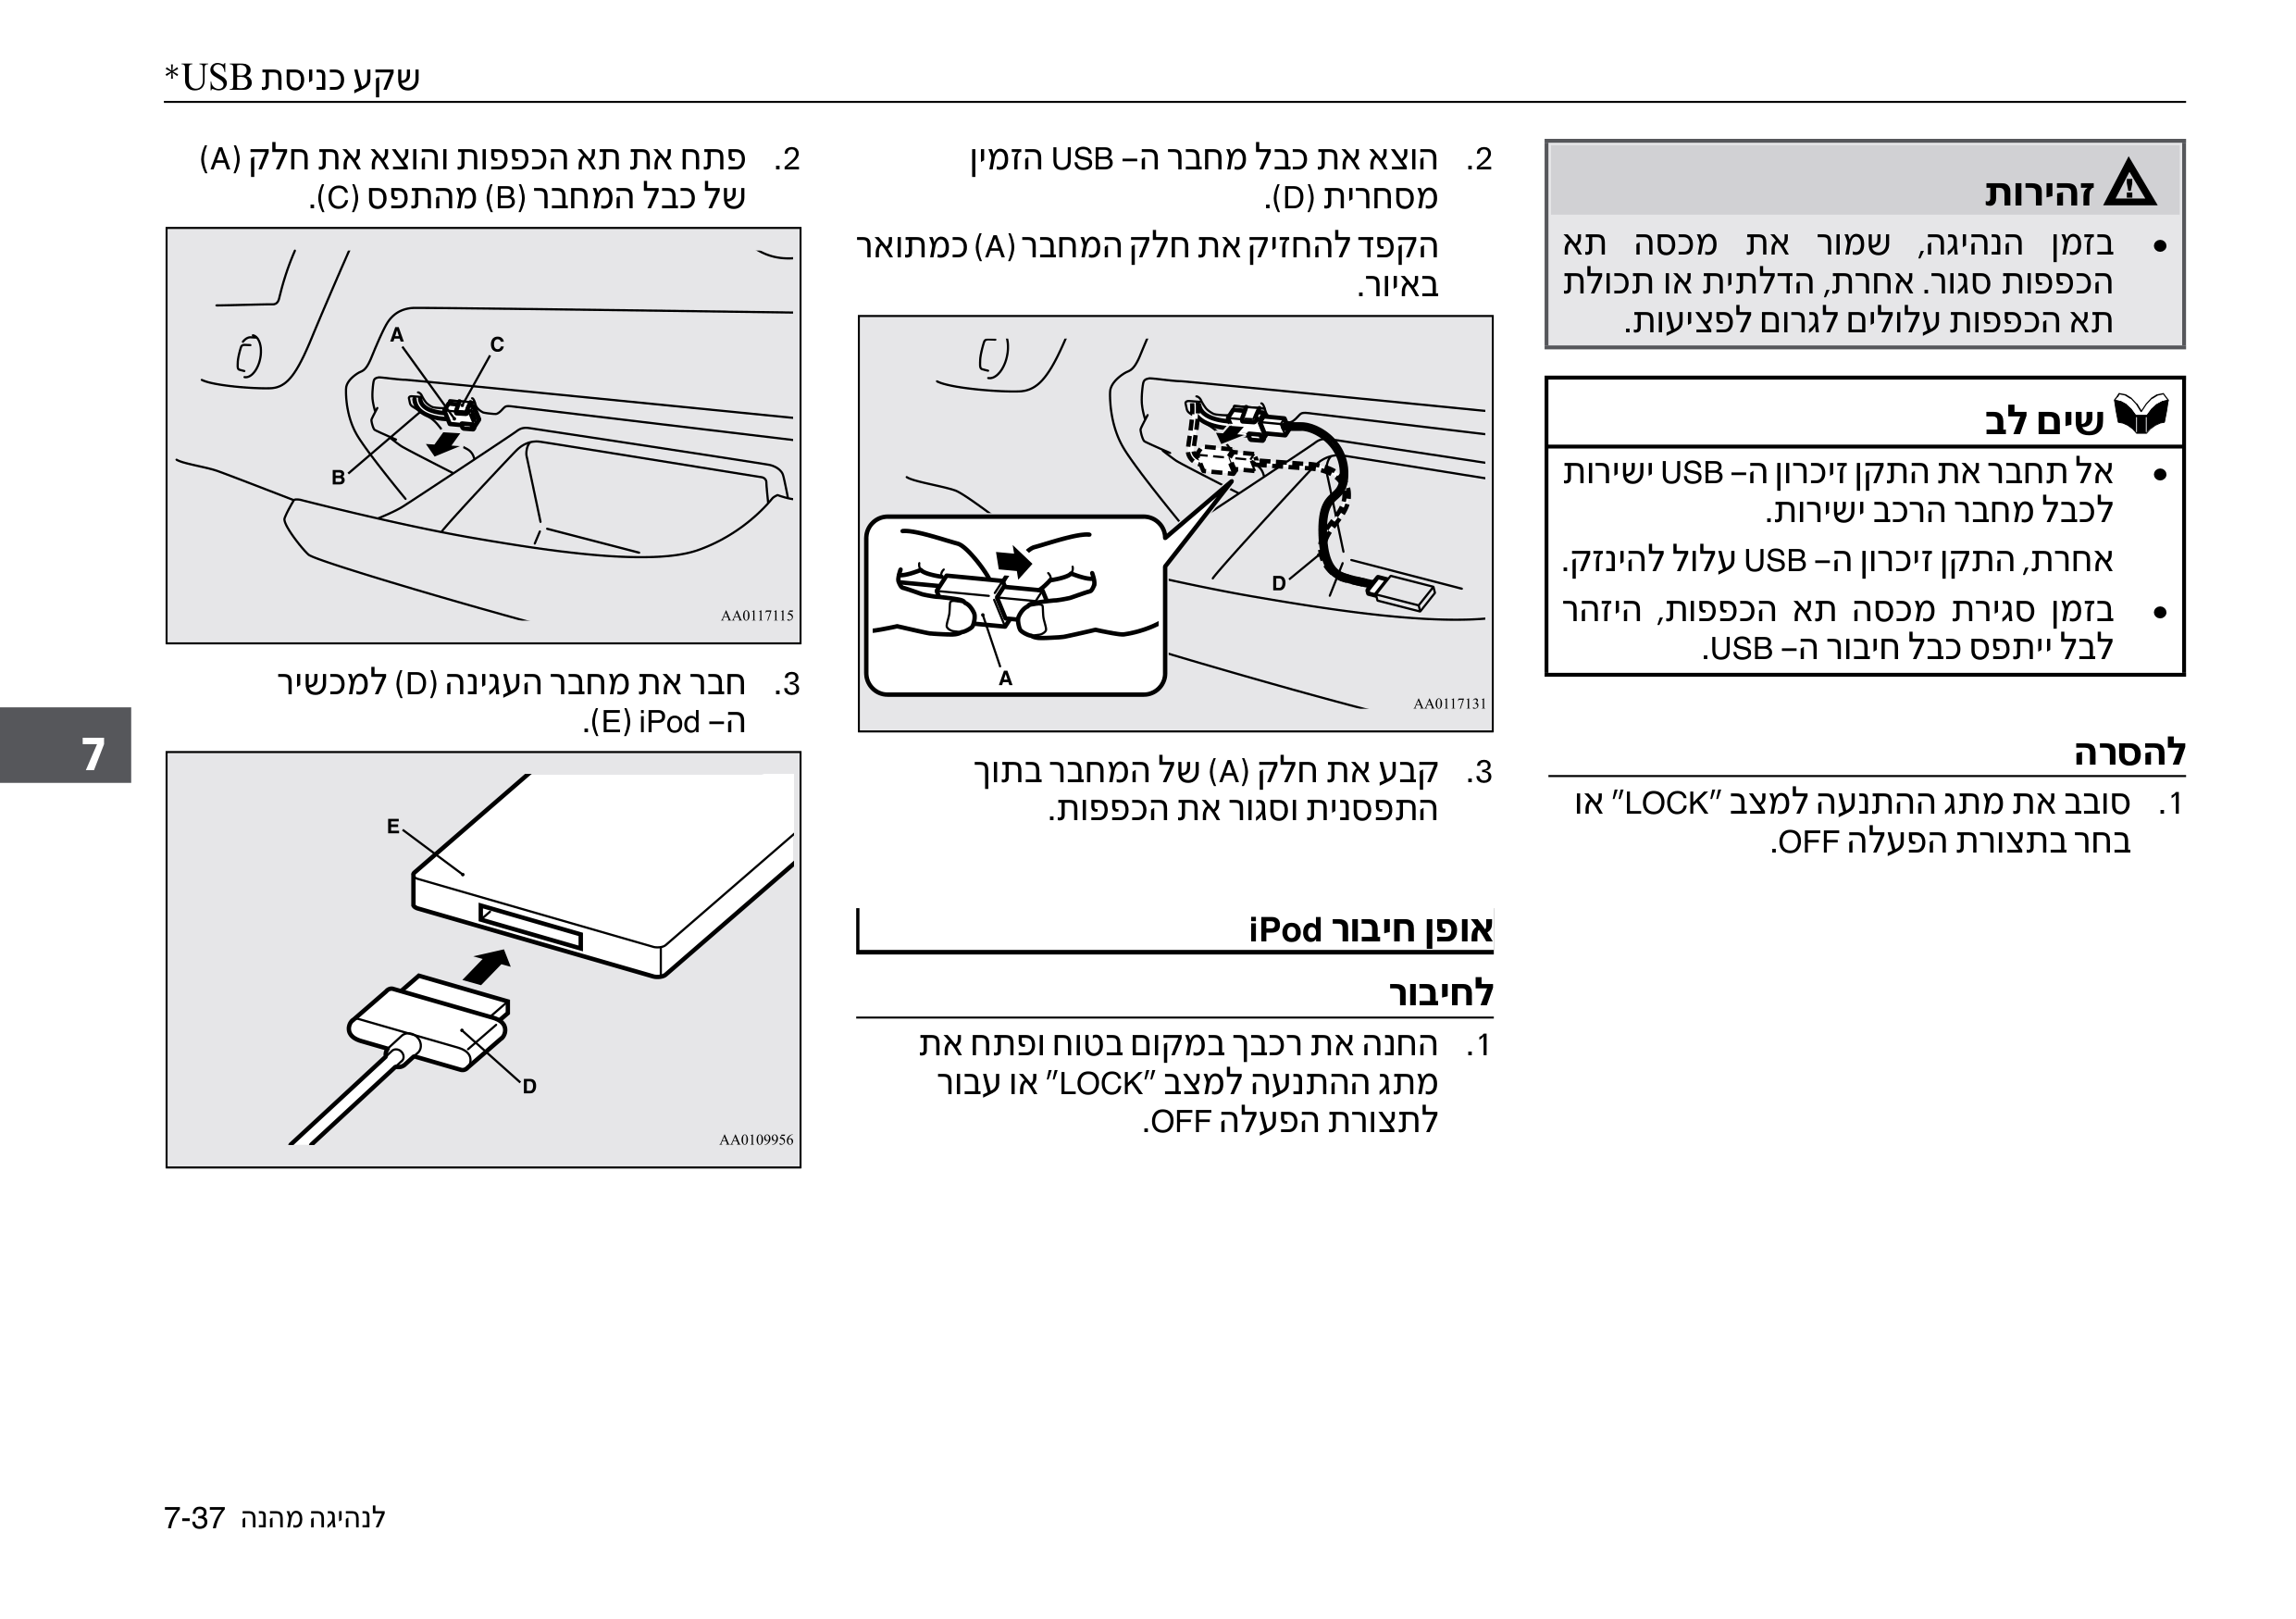 שקע כניסת USB*
זהירות
• בזמן הנהיגה, שמור את מכסה תא
הכפפות סגור. אחרת, הדלתית או תכולת
תא הכפפות עלולים לגרום לפציעות.
שים לב
• אל תחבר את התקן זיכרון ה– USB ישירות
לכבל מחבר הרכב ישירות.
אחרת, התקן זיכרון ה– USB עלול להינזק.
• בזמן סגירת מכסה תא הכפפות, היזהר
לבל ייתפס כבל חיבור ה– USB.
להסרה
1. סובב את מתג ההתנעה למצב "LOCK" או
בחר בתצורת הפעלה OFF.
2. הוצא את כבל מחבר ה– USB הזמין
מסחרית (D).
הקפד להחזיק את חלק המחבר (A) כמתואר
באיור.
D
A
AA0117131
3. קבע את חלק (A) של המחבר בתוך
התפסנית וסגור את הכפפות.
אופן חיבור iPod
לחיבור
1. החנה את רכבך במקום בטוח ופתח את
מתג ההתנעה למצב "LOCK" או עבור
לתצורת הפעלה OFF.
2. פתח את תא הכפפות והוצא את חלק (A)
של כבל המחבר (B) מהתפס (C).
A
C
B
AA0117115
3. חבר את מחבר העגינה (D) למכשיר
ה– iPod (E).
E
D
AA0109956
7
לנהיגה מהנה 7-37